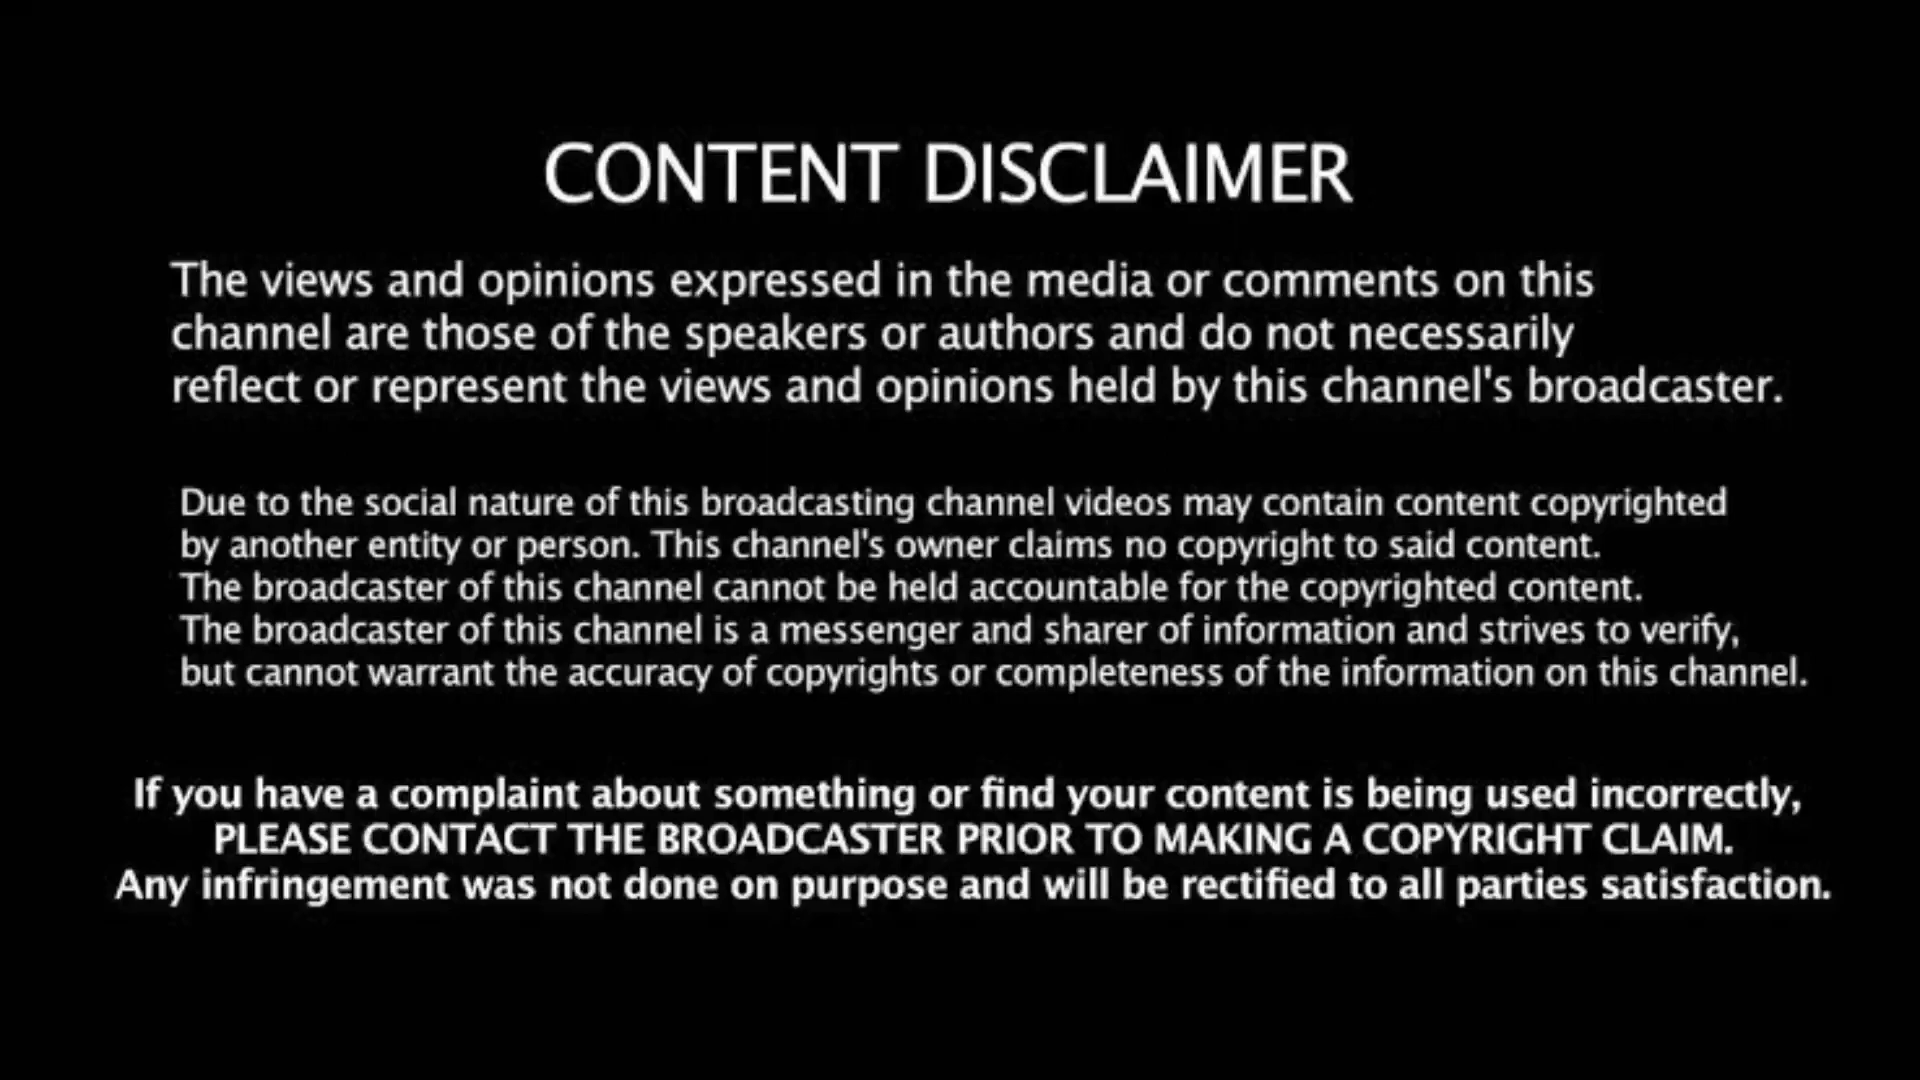 CONTENT DISCLAIMER
The views and opinions expressed in the media or comments on this
channel are those of the speakers or authors and do not necessarily
reflect or represent the views and opinions held by this channel's broadcaster.
Due to the social nature of this broadcasting channel videos may contain content copyrighted
by another entity or person. This channel's owner claims no copyright to said content.
The broadcaster of this channel cannot be held accountable for the copyrighted content.
The broadcaster of this channel is a messenger and sharer of information and strives to verify,
but cannot warrant the accuracy of copyrights or completeness of the information on this channel.
If you have a complaint about something or find your content is being used incorrectly,
PLEASE CONTACT THE BROADCASTER PRIOR TO MAKING A COPYRIGHT CLAIM.
Any infringement was not done on purpose and will be rectified to all parties satisfaction.